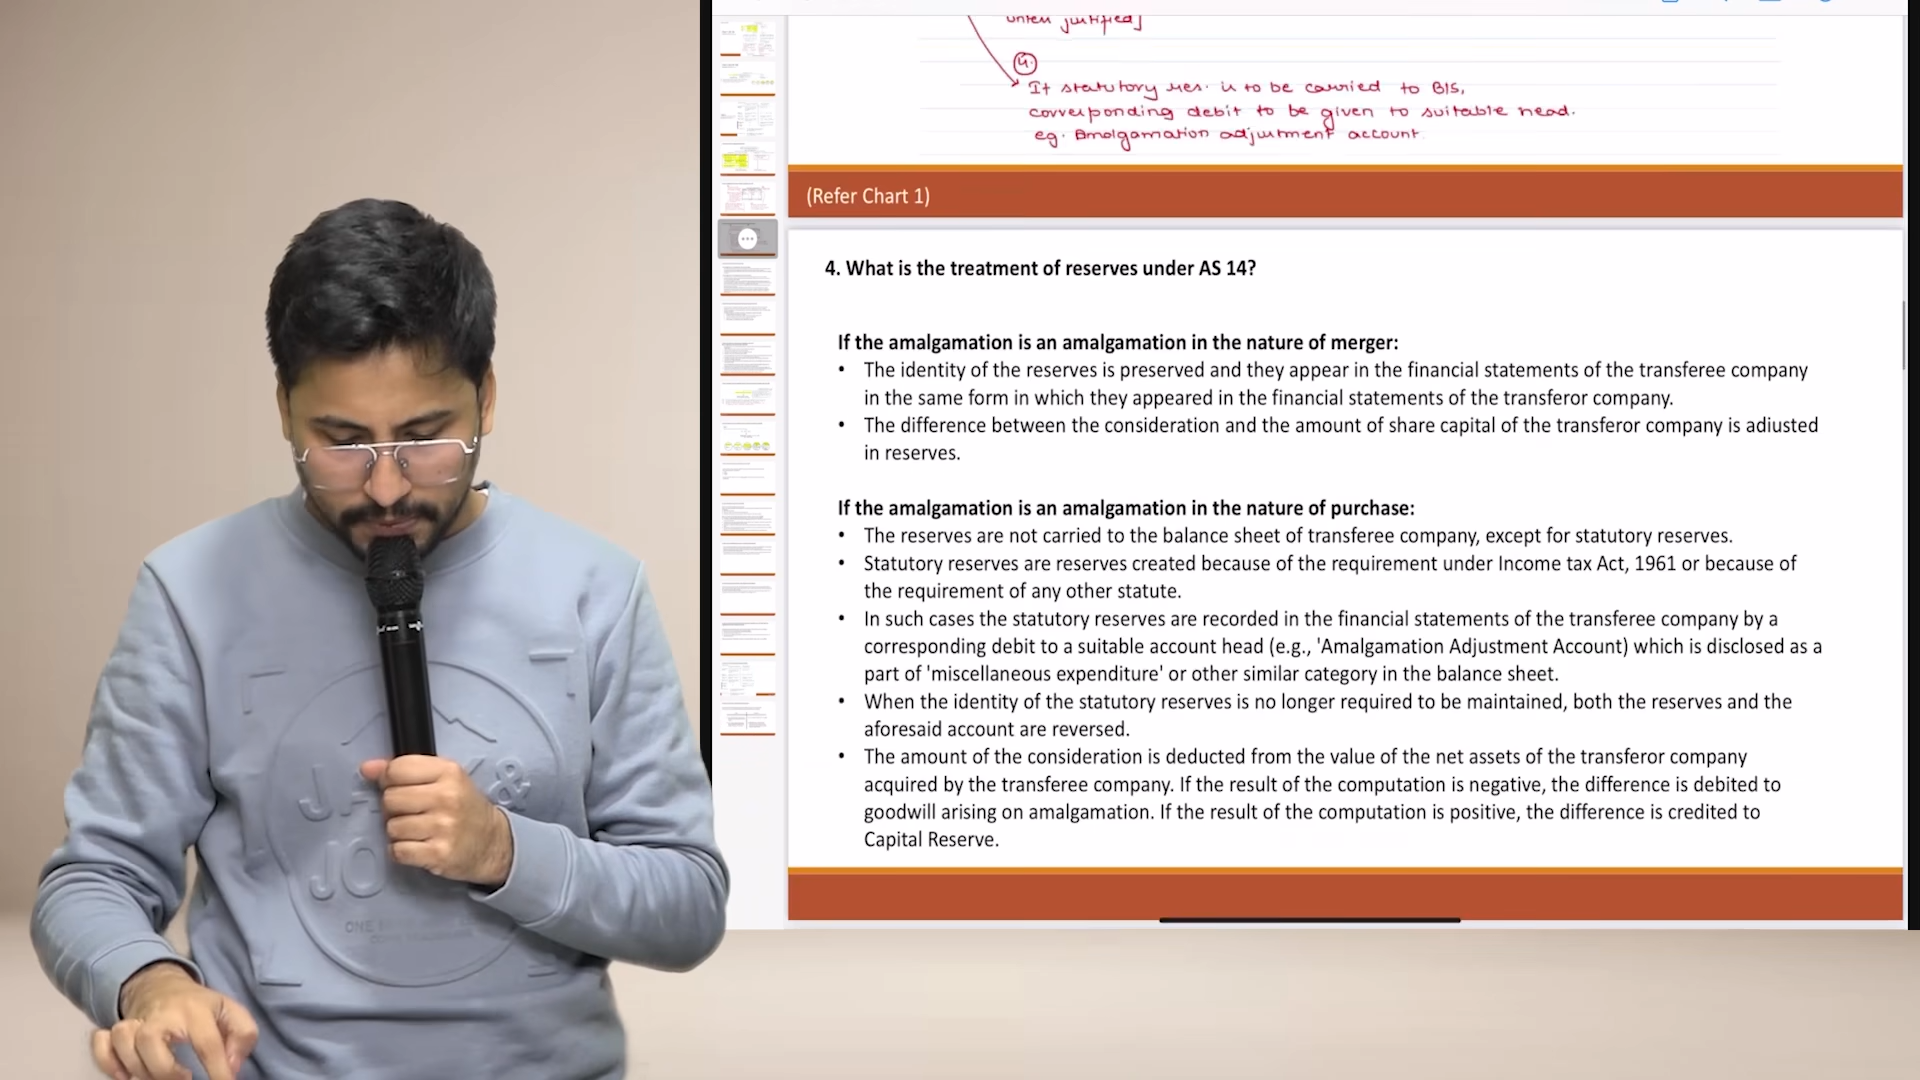 unless justified]
4.
If statutory res. is to be carried to B/S,
corresponding debit to be given to suitable head.
eg. Amalgamation adjustment account.
(Refer Chart 1)
4. What is the treatment of reserves under AS 14?
If the amalgamation is an amalgamation in the nature of merger:
• The identity of the reserves is preserved and they appear in the financial statements of the transferee company
in the same form in which they appeared in the financial statements of the transferor company.
• The difference between the consideration and the amount of share capital of the transferor company is adiusted
in reserves.
If the amalgamation is an amalgamation in the nature of purchase:
• The reserves are not carried to the balance sheet of transferee company, except for statutory reserves.
• Statutory reserves are reserves created because of the requirement under Income tax Act, 1961 or because of
the requirement of any other statute.
• In such cases the statutory reserves are recorded in the financial statements of the transferee company by a
corresponding debit to a suitable account head (e.g., 'Amalgamation Adjustment Account) which is disclosed as a
part of 'miscellaneous expenditure' or other similar category in the balance sheet.
• When the identity of the statutory reserves is no longer required to be maintained, both the reserves and the
aforesaid account are reversed.
• The amount of the consideration is deducted from the value of the net assets of the transferor company
acquired by the transferee company. If the result of the computation is negative, the difference is debited to
goodwill arising on amalgamation. If the result of the computation is positive, the difference is credited to
Capital Reserve.
JACK &
JO